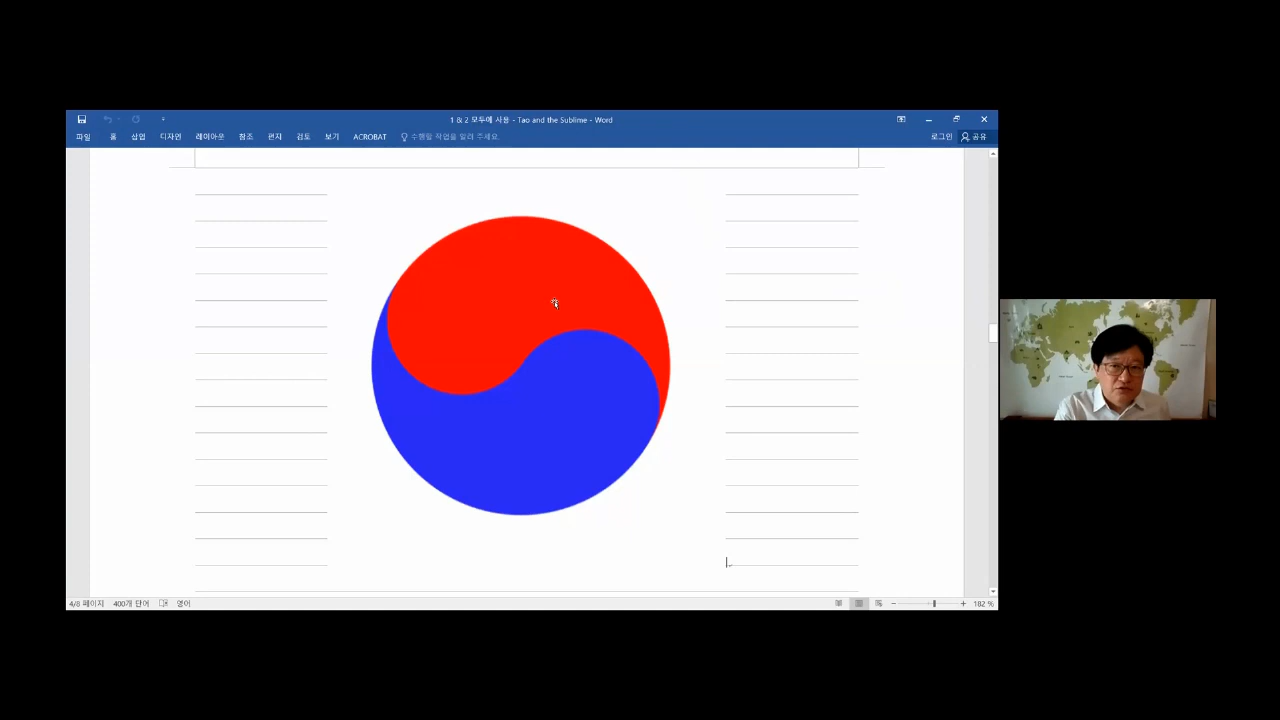 1 & 2 모두에 사용 - Tao and the Sublime - Word
파일 홈 삽입 디자인 레이아웃 참조 편지 검토 보기 ACROBAT 수행할 작업을 알려 주세요. 로그인 공유
4/8 페이지 400개 단어 영어 182 %